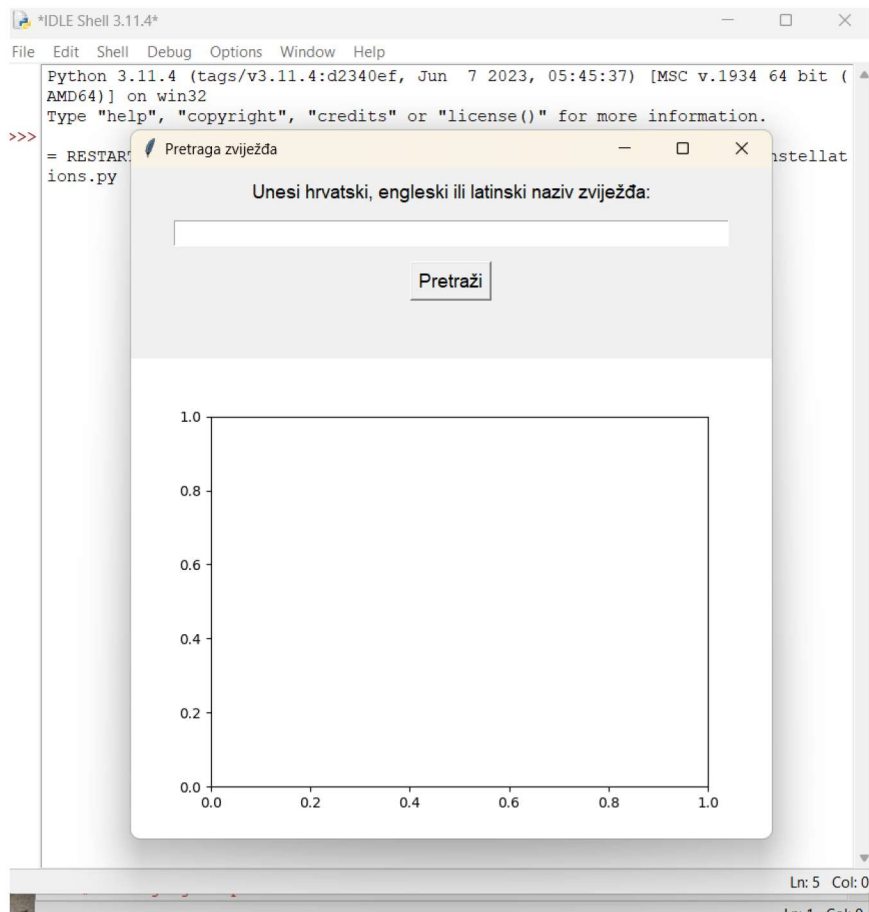 *IDLE Shell 3.11.4*
File Edit Shell Debug Options Window Help
Python 3.11.4 (tags/v3.11.4:d2340ef, Jun 7 2023, 05:45:37) [MSC v.1934 64 bit (
AMD64)] on win32
Type "help", "copyright", "credits" or "license()" for more information.
>>>
= RESTAR
nstellat
ions.py
Pretraga zviježđa
Unesi hrvatski, engleski ili latinski naziv zviježđa:
Pretraži
1.0
0.8
0.6
0.4
0.2
0.0
0.0 0.2 0.4 0.6 0.8 1.0
Ln: 5 Col: 0